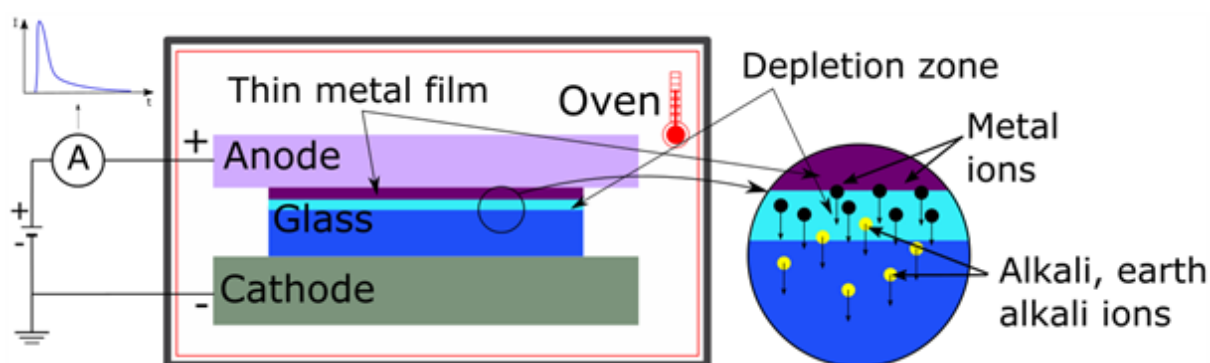 I
t
A
+
-
+
-
Thin metal film
Oven
Anode
Glass
Cathode
Depletion zone
Metal
ions
Alkali, earth
alkali ions